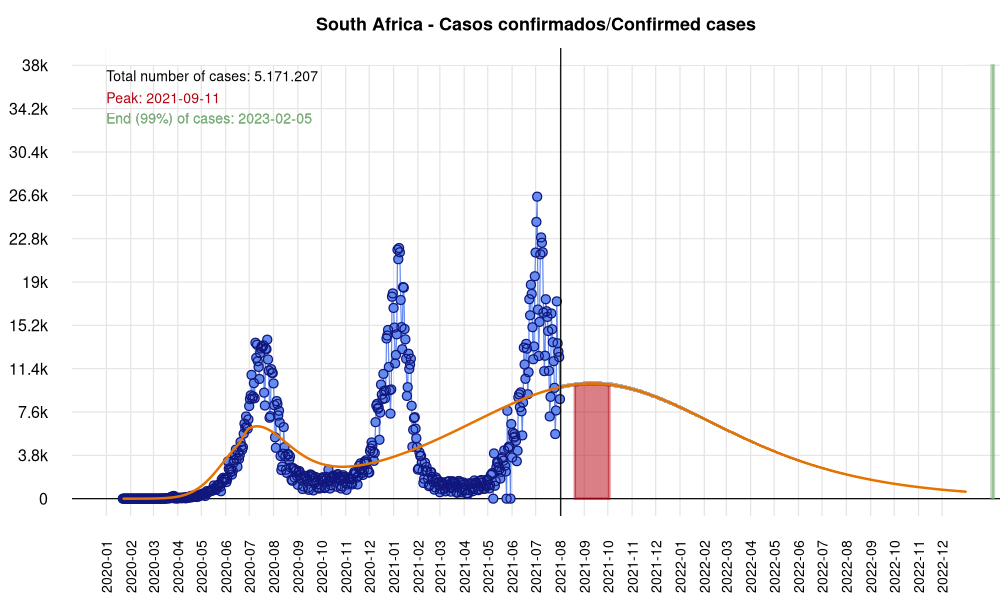 South Africa - Casos confirmados/Confirmed cases
Total number of cases: 5.171.207
Peak: 2021-09-11
End (99%) of cases: 2023-02-05
38k
34.2k
30.4k
26.6k
22.8k
19k
15.2k
11.4k
7.6k
3.8k
0
2020-01
2020-02
2020-03
2020-04
2020-05
2020-06
2020-07
2020-08
2020-09
2020-10
2020-11
2020-12
2021-01
2021-02
2021-03
2021-04
2021-05
2021-06
2021-07
2021-08
2021-09
2021-10
2021-11
2021-12
2022-01
2022-02
2022-03
2022-04
2022-05
2022-06
2022-07
2022-08
2022-09
2022-10
2022-11
2022-12